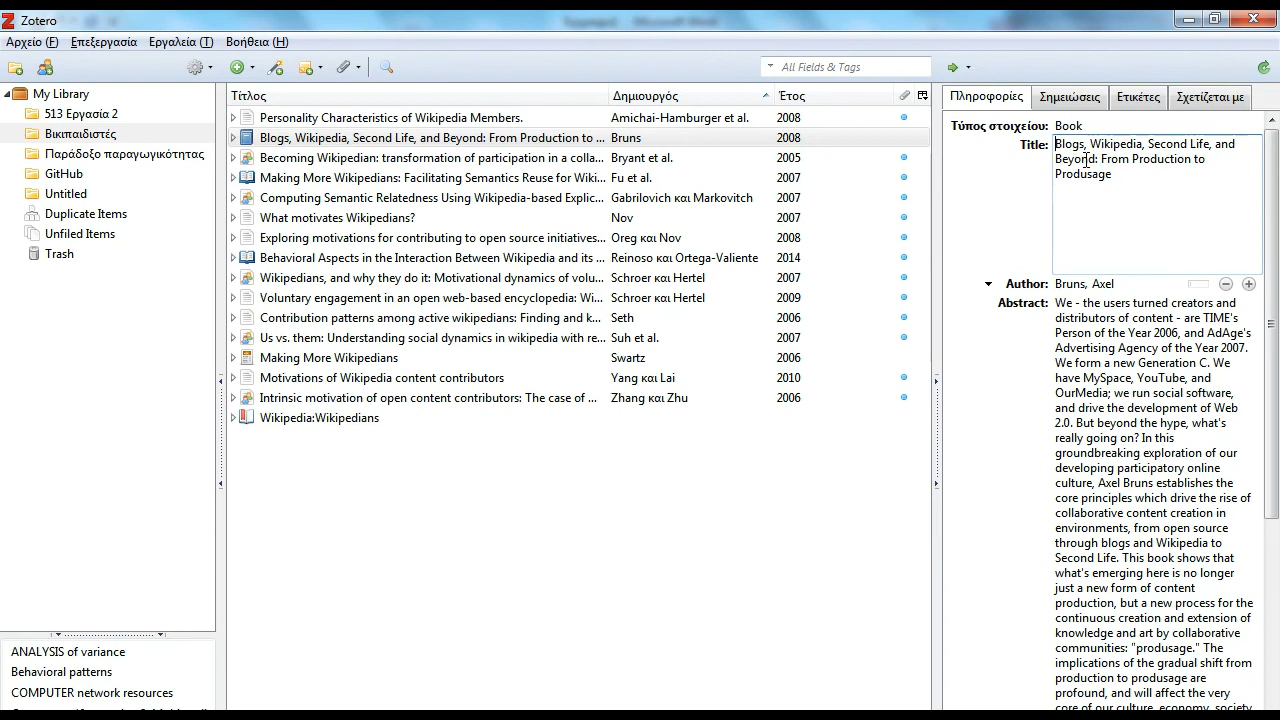 Zotero
Αρχείο (F) Επεξεργασία Εργαλεία (T) Βοήθεια (H)
All Fields & Tags
My Library
513 Εργασία 2
Βικιπαιδιστές
Παράδοξο παραγωγικότητας
GitHub
Untitled
Duplicate Items
Unfiled Items
Trash
ANALYSIS of variance
Behavioral patterns
COMPUTER network resources
Τίτλος Δημιουργός Έτος
Personality Characteristics of Wikipedia Members. Amichai-Hamburger et al. 2008
Blogs, Wikipedia, Second Life, and Beyond: From Production to ... Bruns 2008
Becoming Wikipedian: transformation of participation in a colla... Bryant et al. 2005
Making More Wikipedians: Facilitating Semantics Reuse for Wiki... Fu et al. 2007
Computing Semantic Relatedness Using Wikipedia-based Explic... Gabrilovich και Markovitch 2007
What motivates Wikipedians? Nov 2007
Exploring motivations for contributing to open source initiatives... Oreg και Nov 2008
Behavioral Aspects in the Interaction Between Wikipedia and its ... Reinoso και Ortega-Valiente 2014
Wikipedians, and why they do it: Motivational dynamics of volu... Schroer και Hertel 2007
Voluntary engagement in an open web-based encyclopedia: Wi... Schroer και Hertel 2009
Contribution patterns among active wikipedians: Finding and k... Seth 2006
Us vs. them: Understanding social dynamics in wikipedia with re... Suh et al. 2007
Making More Wikipedians Swartz 2006
Motivations of Wikipedia content contributors Yang και Lai 2010
Intrinsic motivation of open content contributors: The case of ... Zhang και Zhu 2006
Wikipedia:Wikipedians
Πληροφορίες Σημειώσεις Ετικέτες Σχετίζεται με
Τύπος στοιχείου: Book
Title: Blogs, Wikipedia, Second Life, and
Beyond: From Production to
Produsage
Author: Bruns, Axel
Abstract: We - the users turned creators and
distributors of content - are TIME's
Person of the Year 2006, and AdAge's
Advertising Agency of the Year 2007.
We form a new Generation C. We
have MySpace, YouTube, and
OurMedia; we run social software,
and drive the development of Web
2.0. But beyond the hype, what's
really going on? In this
groundbreaking exploration of our
developing participatory online
culture, Axel Bruns establishes the
core principles which drive the rise of
collaborative content creation in
environments, from open source
through blogs and Wikipedia to
Second Life. This book shows that
what's emerging here is no longer
just a new form of content
production, but a new process for the
continuous creation and extension of
knowledge and art by collaborative
communities: "produsage." The
implications of the gradual shift from
production to produsage are
profound, and will affect the very
core of our culture, economy, society